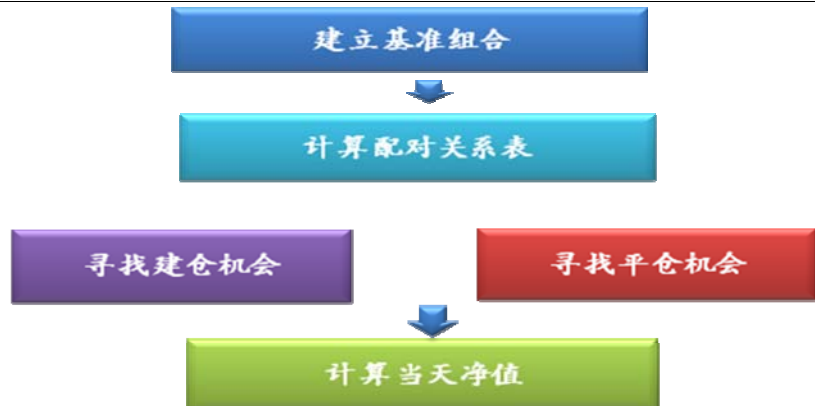 建立基准组合
计算配对关系表
寻找建仓机会
寻找平仓机会
计算当天净值